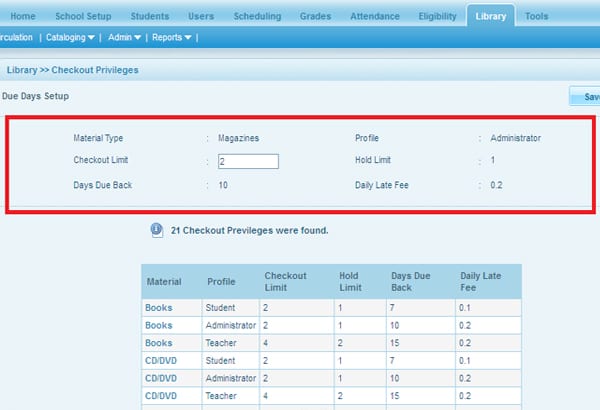 Home School Setup Students Users Scheduling Grades Attendance Eligibility Library Tools
Cataloging | Admin | Reports |
Library >> Checkout Privileges
Due Days Setup
Material Type : Magazines Profile : Administrator
Checkout Limit : 2 Hold Limit : 1
Days Due Back : 10 Daily Late Fee : 0.2
21 Checkout Previleges were found.
Material Profile Checkout Limit Hold Limit Days Due Back Daily Late Fee
Books Student 2 1 7 0.1
Books Administrator 2 1 10 0.2
Books Teacher 4 2 15 0.2
CD/DVD Student 2 1 7 0.1
CD/DVD Administrator 2 1 10 0.2
CD/DVD Teacher 4 2 15 0.2